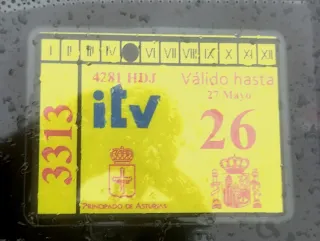 I II III IV VI VII VIII IX X XI XII
4281 HDJ Válido hasta
27 Mayo
itv
26
3313
PRINCIPADO DE ASTURIAS